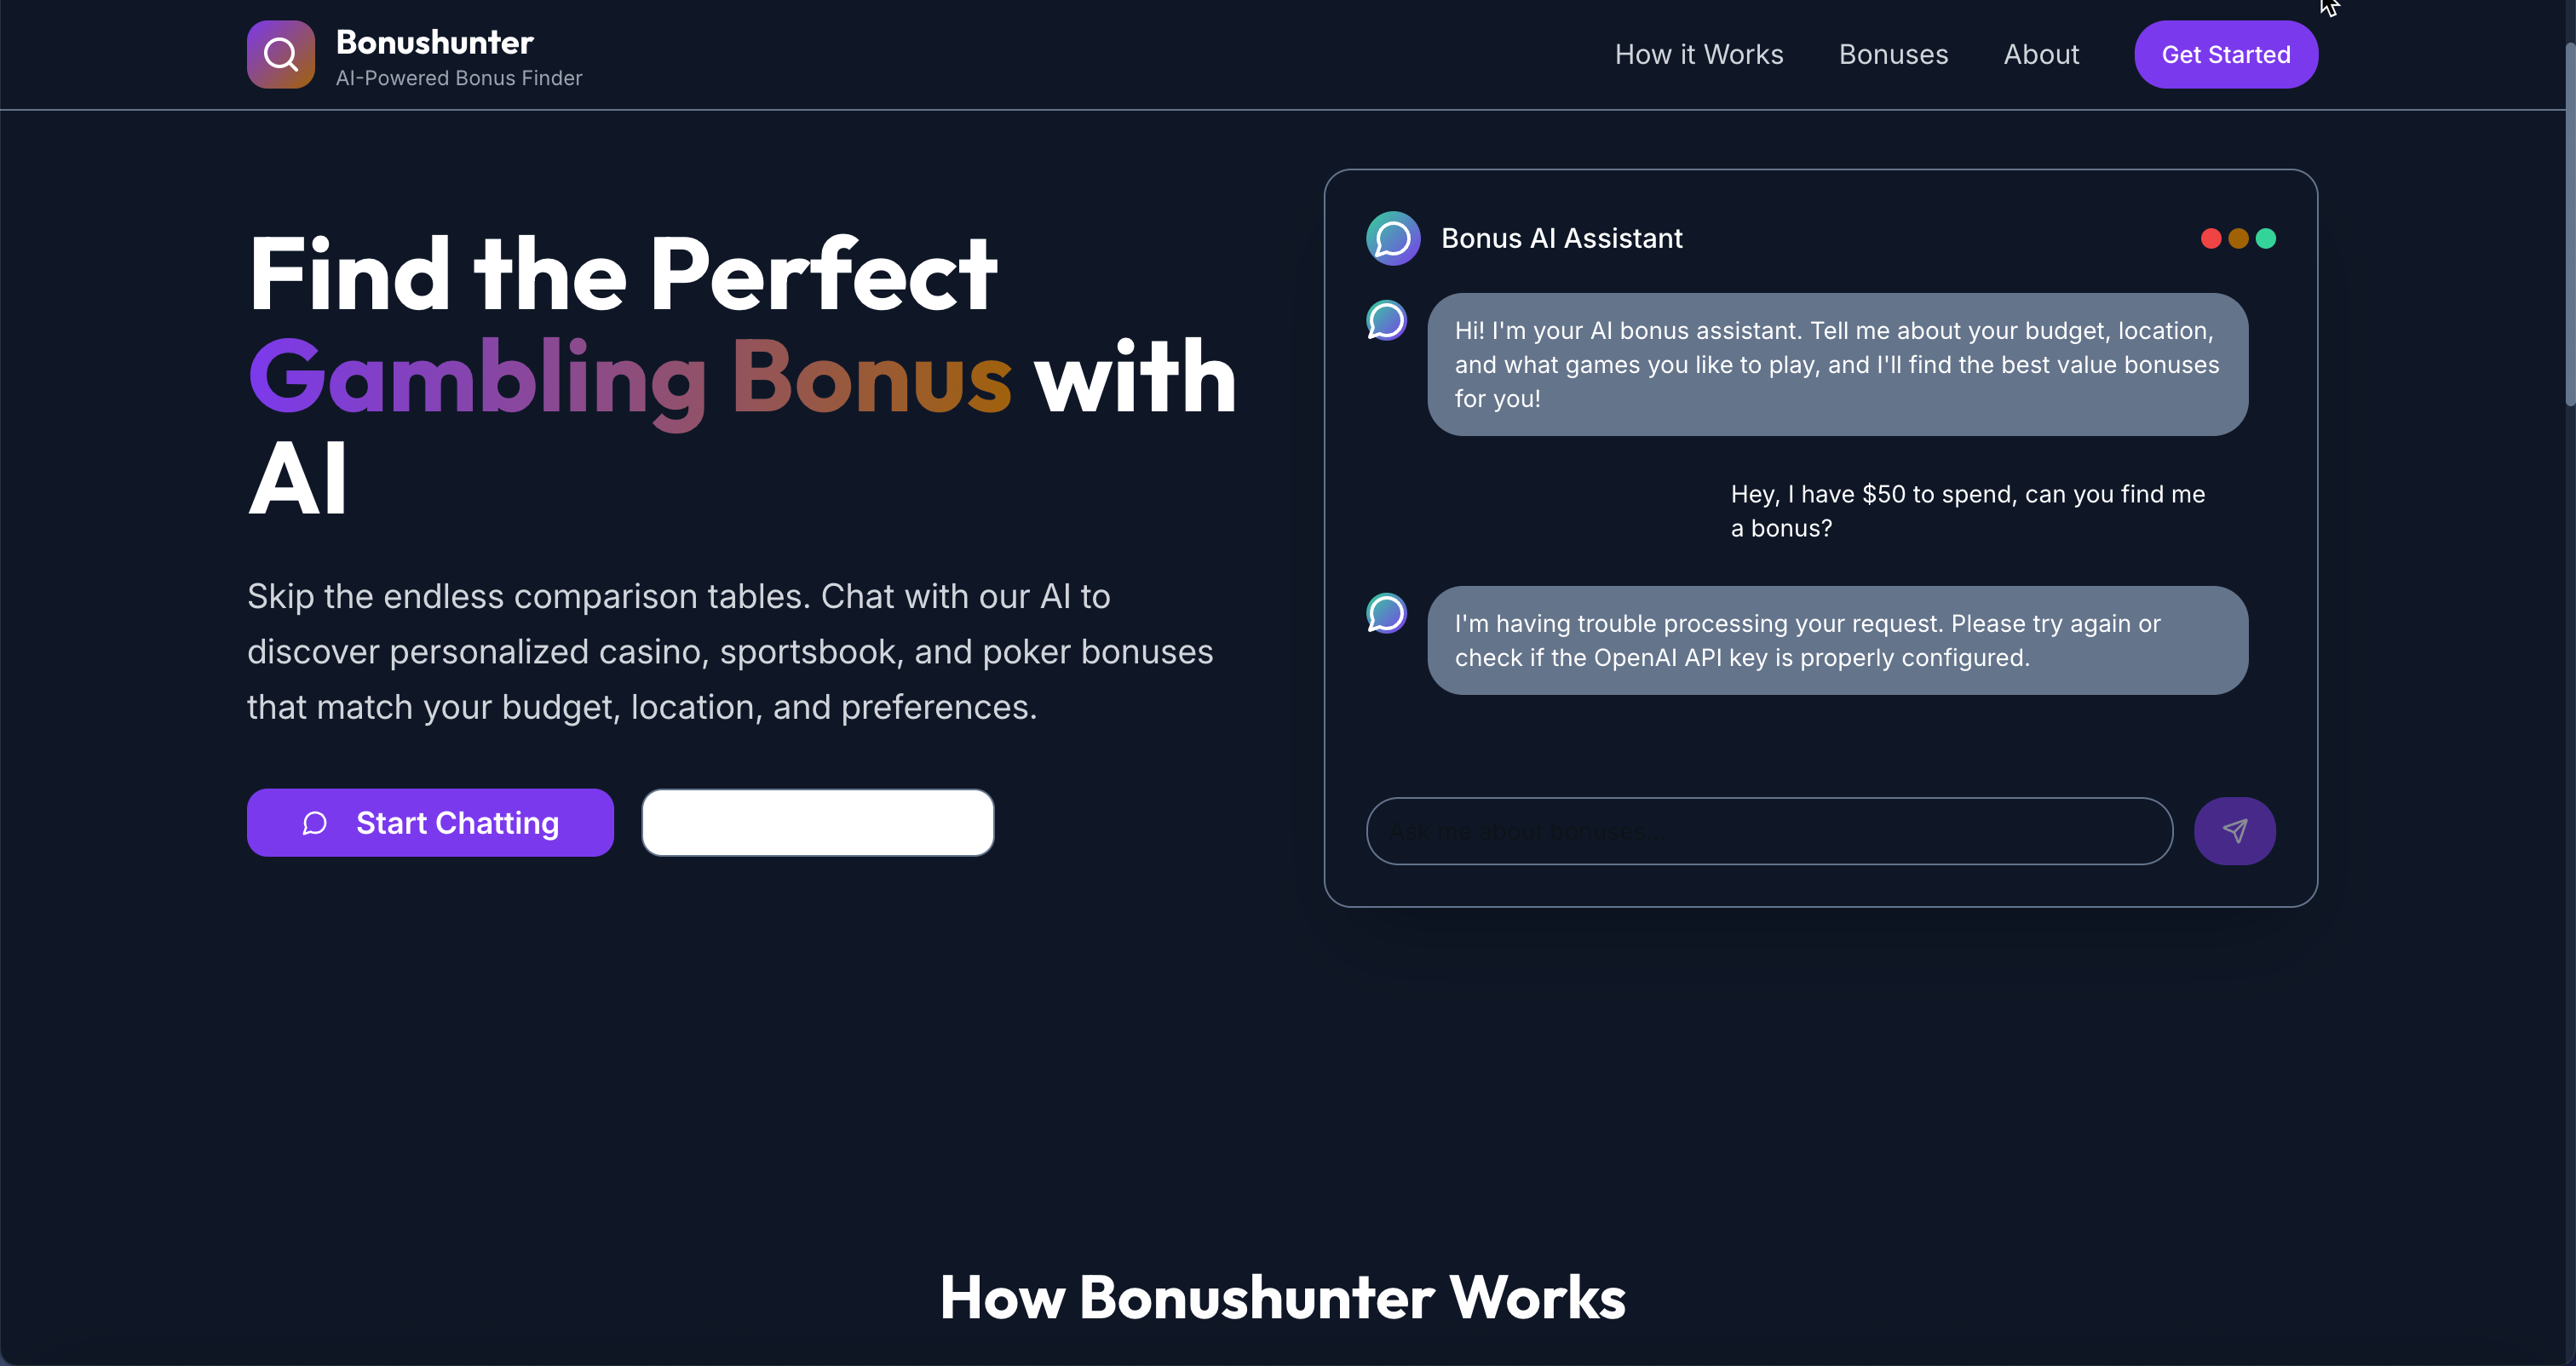 Bonushunter
AI-Powered Bonus Finder
How it Works
Bonuses
About
Get Started
Find the Perfect
Gambling Bonus with
AI
Skip the endless comparison tables. Chat with our AI to
discover personalized casino, sportsbook, and poker bonuses
that match your budget, location, and preferences.
Start Chatting
Bonus AI Assistant
Hi! I'm your AI bonus assistant. Tell me about your budget, location,
and what games you like to play, and I'll find the best value bonuses
for you!
Hey, I have $50 to spend, can you find me
a bonus?
I'm having trouble processing your request. Please try again or
check if the OpenAI API key is properly configured.
Ask me about bonuses...
How Bonushunter Works